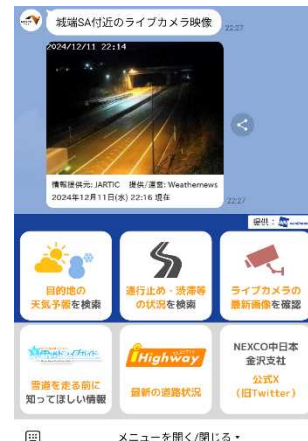 城端SA付近のライブカメラ映像
22:27
2024/12/11 22:14
情報提供元: JARTIC 提供/運営: Weathernews
2024年12月11日(水) 22:16 現在
22:27
提供:
目的地の
天気予報を検索
通行止め・渋滞等
の状況を検索
ライブカメラの
最新画像を確認
雪道を走る前に
知ってほしい情報
iHighway
最新の道路状況
NEXCO中日本
金沢支社
公式X
(旧Twitter)
メニューを開く/閉じる